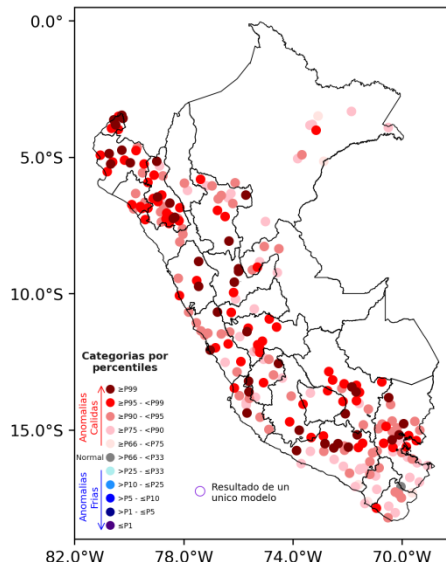 0.0°
5.0°S
10.0°S
15.0°S
82.0°W
78.0°W
74.0°W
70.0°W
Categorias por
percentiles
Anomalias
Calidas
≥P99
≥P95 - <P99
≥P90 - <P95
≥P75 - <P90
≥P66 - <P75
Normal
>P66 - <P33
Anomalias
Frias
>P25 - ≤P33
>P10 - ≤P25
>P5 - ≤P10
>P1 - ≤P5
≤P1
Resultado de un
unico modelo